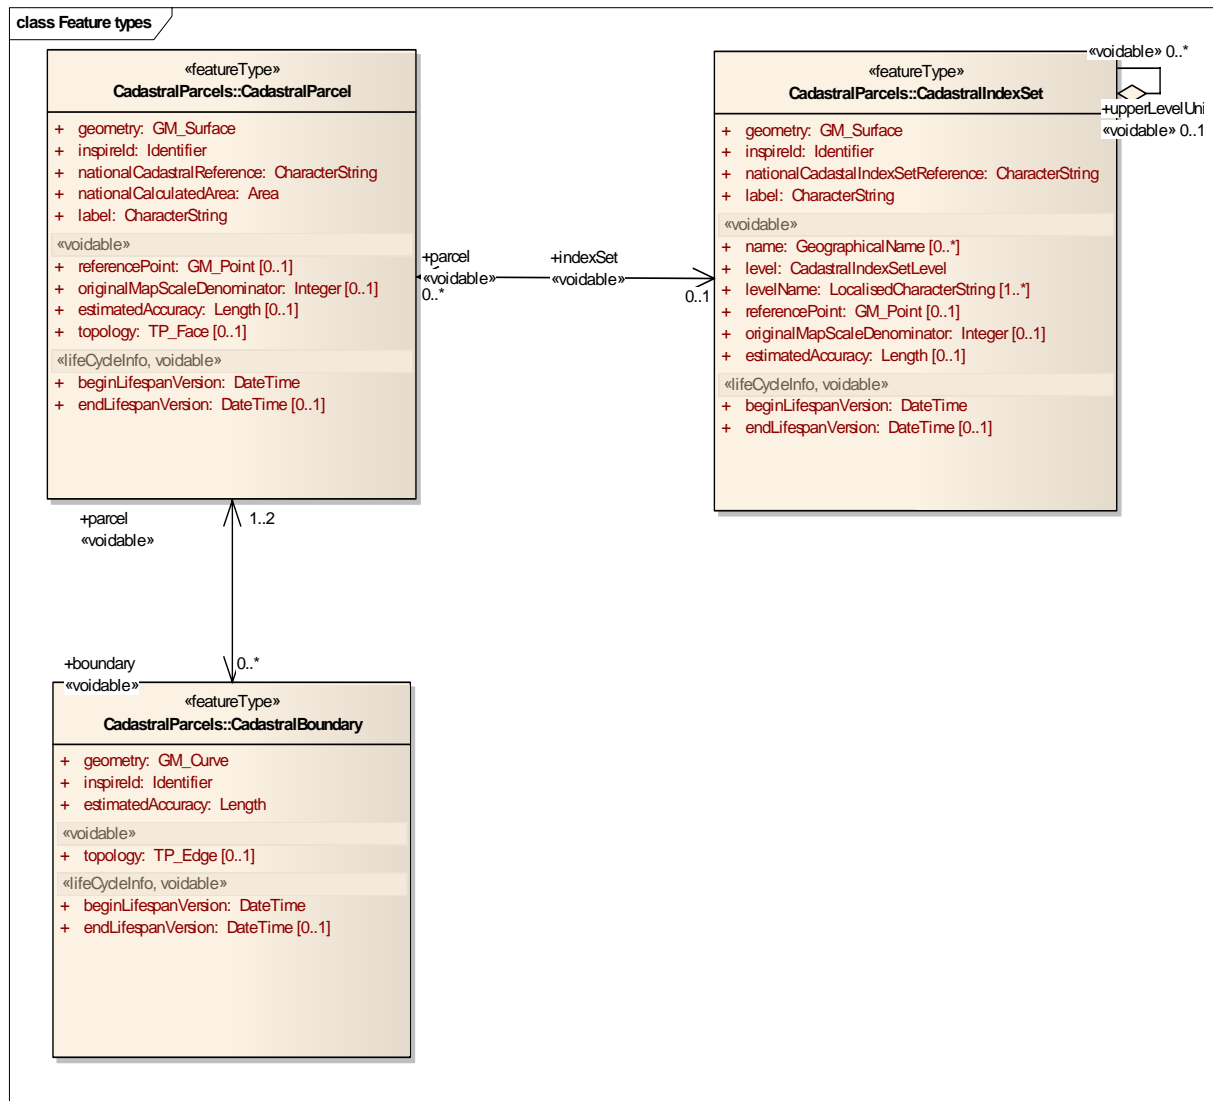 class Feature types
«featureType»
CadastralParcels::CadastralParcel
+ geometry: GM_Surface
+ inspireId: Identifier
+ nationalCadastralReference: CharacterString
+ nationalCalculatedArea: Area
+ label: CharacterString
«voidable»
+ referencePoint: GM_Point [0..1]
+ originalMapScaleDenominator: Integer [0..1]
+ estimatedAccuracy: Length [0..1]
+ topology: TP_Face [0..1]
«lifeCycleInfo, voidable»
+ beginLifespanVersion: DateTime
+ endLifespanVersion: DateTime [0..1]
+parcel
«voidable»
0..*
+indexSet
«voidable»
0..1
«featureType»
CadastralParcels::CadastralIndexSet
+ geometry: GM_Surface
+ inspireId: Identifier
+ nationalCadastalIndexSetReference: CharacterString
+ label: CharacterString
«voidable»
+ name: GeographicalName [0..*]
+ level: CadastralIndexSetLevel
+ levelName: LocalisedCharacterString [1..*]
+ referencePoint: GM_Point [0..1]
+ originalMapScaleDenominator: Integer [0..1]
+ estimatedAccuracy: Length [0..1]
«lifeCycleInfo, voidable»
+ beginLifespanVersion: DateTime
+ endLifespanVersion: DateTime [0..1]
«voidable» 0..*
+upperLevelUni
«voidable» 0..1
+parcel
«voidable»
1..2
+boundary
«voidable»
0..*
«featureType»
CadastralParcels::CadastralBoundary
+ geometry: GM_Curve
+ inspireId: Identifier
+ estimatedAccuracy: Length
«voidable»
+ topology: TP_Edge [0..1]
«lifeCycleInfo, voidable»
+ beginLifespanVersion: DateTime
+ endLifespanVersion: DateTime [0..1]